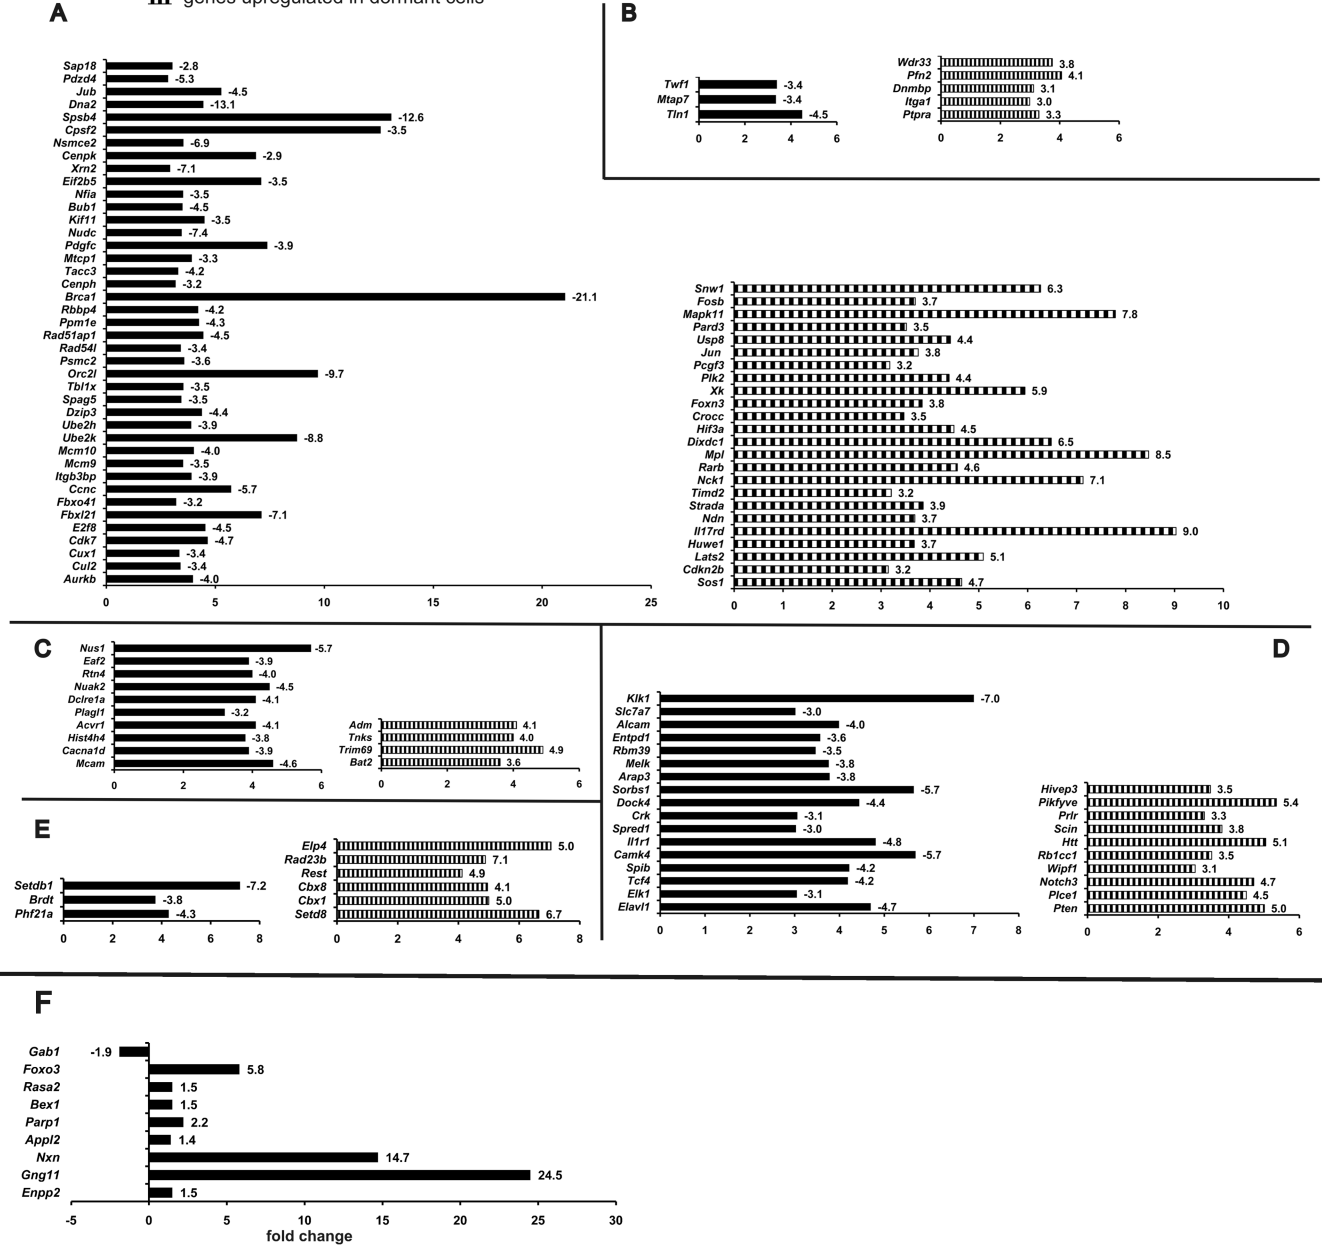 genes upregulated in dormant cells
A
Sap18 -2.8
Pdzd4 -5.3
Jub -4.5
Dna2 -13.1
Spsb4 -12.6
Cpsf2 -3.5
Nsmce2 -6.9
Cenpk -2.9
Xrn2 -7.1
Eif2b5 -3.5
Nfia -3.5
Bub1 -4.5
Kif11 -3.5
Nudc -7.4
Pdgfc -3.9
Mtcp1 -3.3
Tacc3 -4.2
Cenph -3.2
Brca1 -21.1
Rbbp4 -4.2
Ppm1e -4.3
Rad51ap1 -4.5
Rad54l -3.4
Psmc2 -3.6
Orc2l -9.7
Tbl1x -3.5
Spag5 -3.5
Dzip3 -4.4
Ube2h -3.9
Ube2k -8.8
Mcm10 -4.0
Mcm9 -3.5
Itgb3bp -3.9
Ccnc -5.7
Fbxo41 -3.2
Fbxl21 -7.1
E2f8 -4.5
Cdk7 -4.7
Cux1 -3.4
Cul2 -3.4
Aurkb -4.0
0 5 10 15 20 25
Snw1 6.3
Fosb 3.7
Mapk11 7.8
Pard3 3.5
Usp8 4.4
Jun 3.8
Pcgf3 3.2
Plk2 4.4
Xk 5.9
Foxn3 3.8
Crocc 3.5
Hif3a 4.5
Dixdc1 6.5
Mpl 8.5
Rarb 4.6
Nck1 7.1
Timd2 3.2
Strada 3.9
Ndn 3.7
Il17rd 9.0
Huwe1 3.7
Lats2 5.1
Cdkn2b 3.2
Sos1 4.7
0 1 2 3 4 5 6 7 8 9 10
B
Twf1 -3.4
Mtap7 -3.4
Tln1 -4.5
0 2 4 6
Wdr33 3.8
Pfn2 4.1
Dnmbp 3.1
Itga1 3.0
Ptpra 3.3
0 2 4 6
C
Nus1 -5.7
Eaf2 -3.9
Rtn4 -4.0
Nuak2 -4.5
Dclre1a -4.1
Plagl1 -3.2
Acvr1 -4.1
Hist4h4 -3.8
Cacna1d -3.9
Mcam -4.6
0 2 4 6
Adm 4.1
Tnks 4.0
Trim69 4.9
Bat2 3.6
0 2 4 6
D
Klk1 -7.0
Slc7a7 -3.0
Alcam -4.0
Entpd1 -3.6
Rbm39 -3.5
Melk -3.8
Arap3 -3.8
Sorbs1 -5.7
Dock4 -4.4
Crk -3.1
Spred1 -3.0
Il1r1 -4.8
Camk4 -5.7
Spib -4.2
Tcf4 -4.2
Elk1 -3.1
Elavl1 -4.7
0 1 2 3 4 5 6 7 8
Hivep3 3.5
Pikfyve 5.4
Prlr 3.3
Scin 3.8
Htt 5.1
Rb1cc1 3.5
Wipf1 3.1
Notch3 4.7
Plce1 4.5
Pten 5.0
0 2 4 6
E
Setdb1 -7.2
Brdt -3.8
Phf21a -4.3
0 2 4 6 8
Elp4 5.0
Rad23b 7.1
Rest 4.9
Cbx8 4.1
Cbx1 5.0
Setd8 6.7
0 2 4 6 8
F
Gab1 -1.9
Foxo3 5.8
Rasa2 1.5
Bex1 1.5
Parp1 2.2
Appl2 1.4
Nxn 14.7
Gng11 24.5
Enpp2 1.5
-5 0 5 10 15 20 25 30
fold change